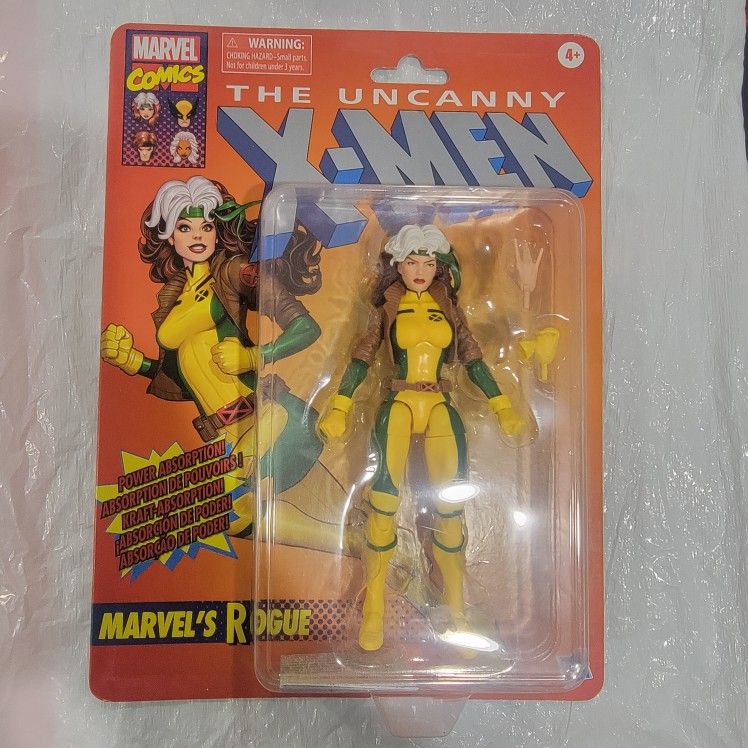 MARVEL
COMICS
WARNING:
CHOKING HAZARD–Small parts.
Not for children under 3 years.
4+
THE UNCANNY
X-MEN
POWER ABSORPTION!
ABSORPTION DE POUVOIRS !
KRAFT-ABSORPTION!
¡ABSORCIÓN DE PODER!
ABSORÇÃO DE PODER!
MARVEL'S ROGUE